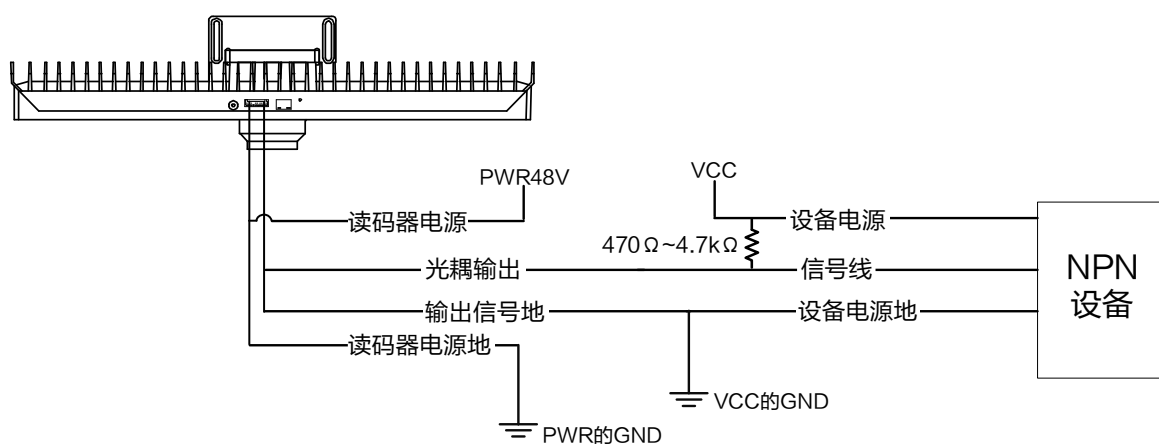 PWR48V
VCC
读码器电源
设备电源
470Ω~4.7kΩ
光耦输出
信号线
NPN
设备
输出信号地
设备电源地
读码器电源地
VCC的GND
PWR的GND